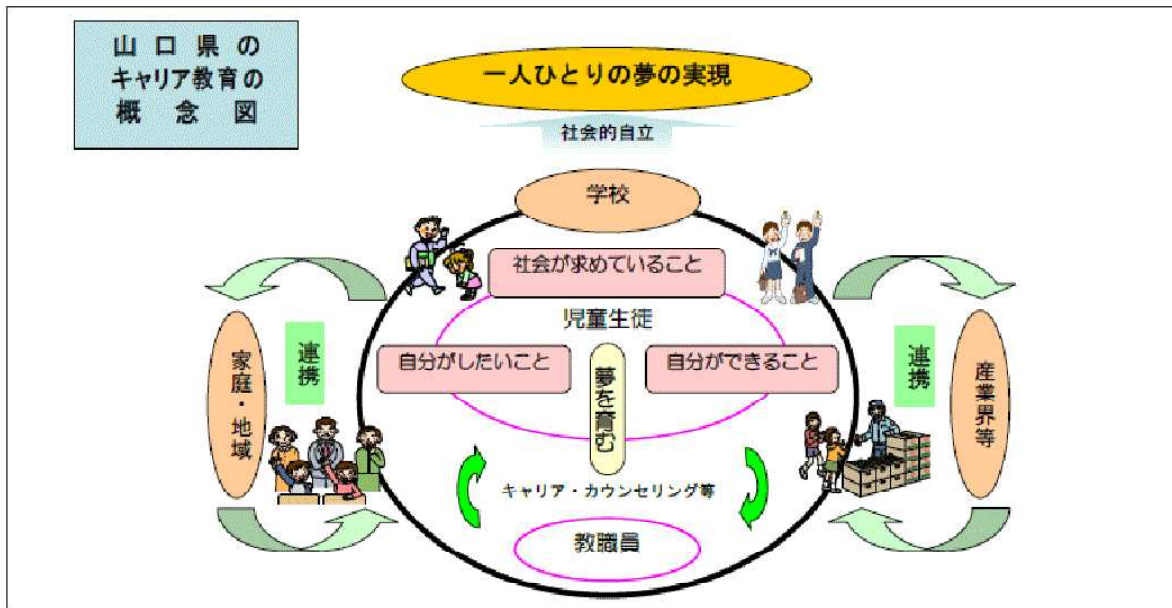 山口県の
キャリア教育の
概念図
一人ひとりの夢の実現
社会的自立
学校
社会が求めていること
児童生徒
自分がしたいこと
自分ができること
夢を育む
連携
家庭・地域
連携
産業界等
キャリア・カウンセリング等
教職員